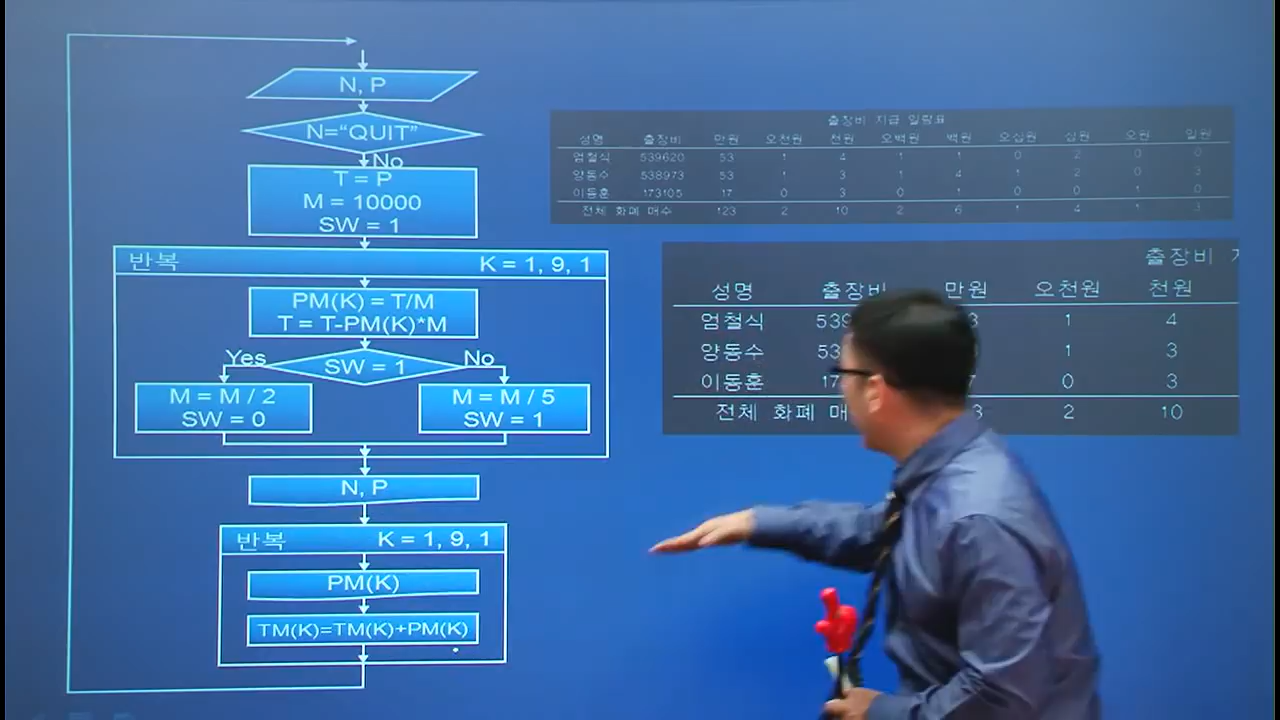 N, P
N=“QUIT”
No
T = P
M = 10000
SW = 1
반복 K = 1, 9, 1
PM(K) = T/M
T = T-PM(K)*M
Yes SW = 1 No
M = M / 2
SW = 0
M = M / 5
SW = 1
N, P
반복 K = 1, 9, 1
PM(K)
TM(K)=TM(K)+PM(K)
출장비 지급 일람표
성명 출장비 만원 오천원 천원 오백원 백원 오십원 십원 오원 일원
엄철식 539620 53 1 4 1 1 0 2 0 0
양동수 538973 53 1 3 1 4 1 2 0 3
이동훈 173105 17 0 3 0 1 0 0 1 0
전체 화폐 매수 123 2 10 2 6 1 4 1 3
출장비
성명 출장비 만원 오천원 천원
엄철식 539 3 1 4
양동수 53 1 3
이동훈 17 7 0 3
전체 화폐 매 3 2 10